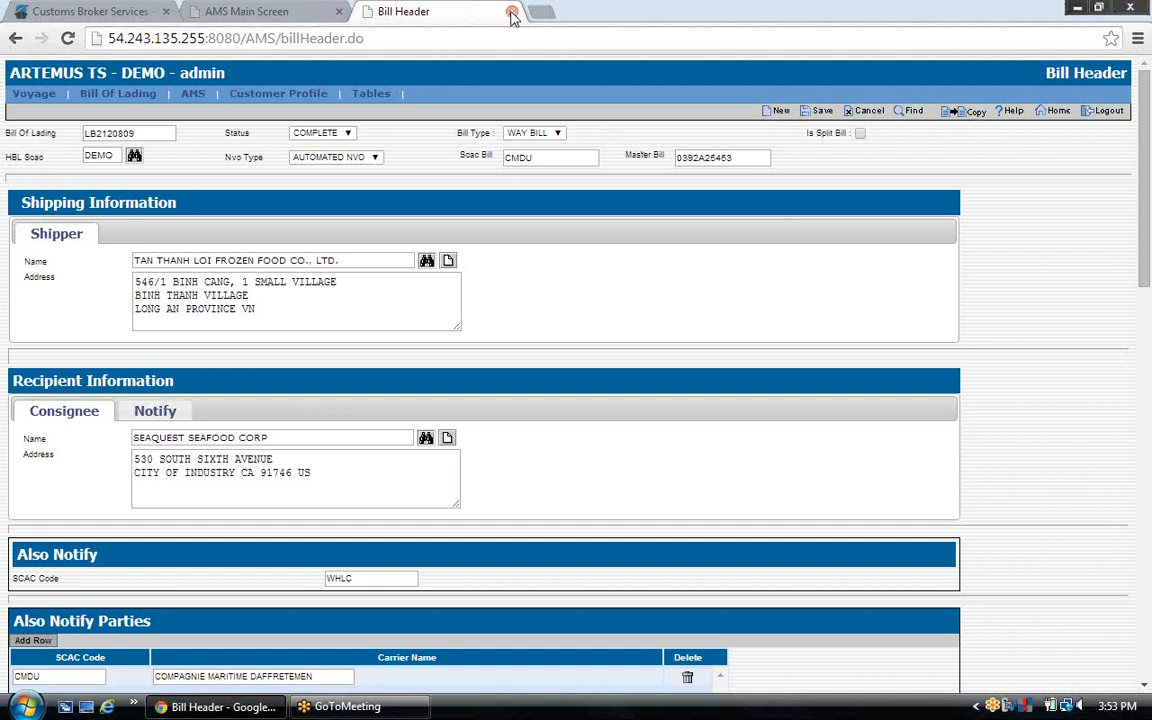 Customs Broker Services
AMS Main Screen
Bill Header
54.243.135.255:8080/AMS/billHeader.do
ARTEMUS TS - DEMO - admin
Bill Header
Voyage | Bill Of Lading | AMS | Customer Profile | Tables |
New Save Cancel Find Copy Help Home Logout
Bill Of Lading LB2120809 Status COMPLETE Bill Type : WAY BILL Is Split Bill :
HBL Scac DEMO Nvo Type AUTOMATED NVO Scac Bill CMDU Master Bill 0392A25453
Shipping Information
Shipper
Name TAN THANH LOI FROZEN FOOD CO., LTD.
Address 546/1 BINH CANG, 1 SMALL VILLAGE
BINH THANH VILLAGE
LONG AN PROVINCE VN
Recipient Information
Consignee Notify
Name SEAQUEST SEAFOOD CORP
Address 530 SOUTH SIXTH AVENUE
CITY OF INDUSTRY CA 91746 US
Also Notify
SCAC Code WHLC
Also Notify Parties
Add Row
SCAC Code Carrier Name Delete
CMDU COMPAGNIE MARITIME DAFFRETEMEN
Bill Header - Google...
GoToMeeting
3:53 PM